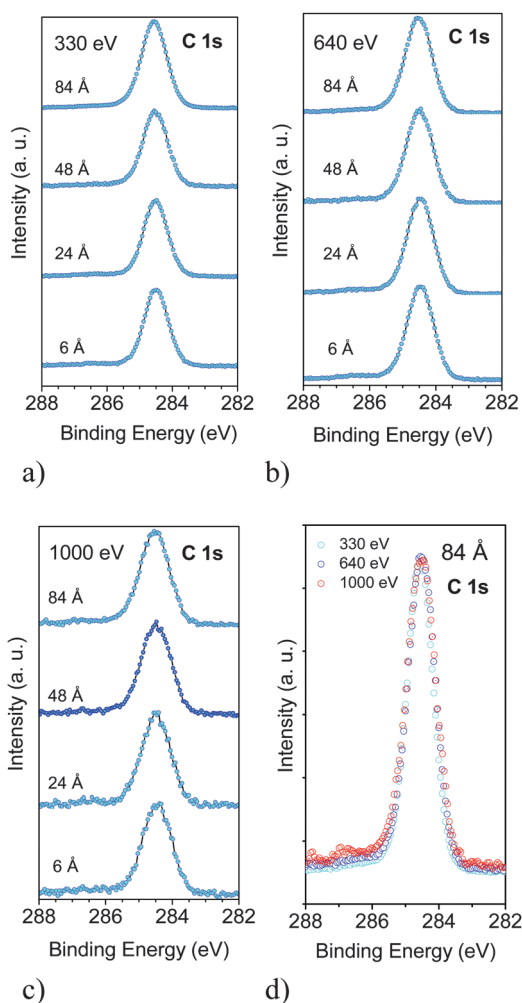 330 eV
C 1s
84 Å
48 Å
24 Å
6 Å
Intensity (a. u.)
288 286 284 282
Binding Energy (eV)
a)
640 eV
C 1s
84 Å
48 Å
24 Å
6 Å
Intensity (a. u.)
288 286 284 282
Binding Energy (eV)
b)
1000 eV
C 1s
84 Å
48 Å
24 Å
6 Å
Intensity (a. u.)
288 286 284 282
Binding Energy (eV)
c)
330 eV
640 eV
1000 eV
84 Å
C 1s
Intensity (a. u.)
288 286 284 282
Binding Energy (eV)
d)